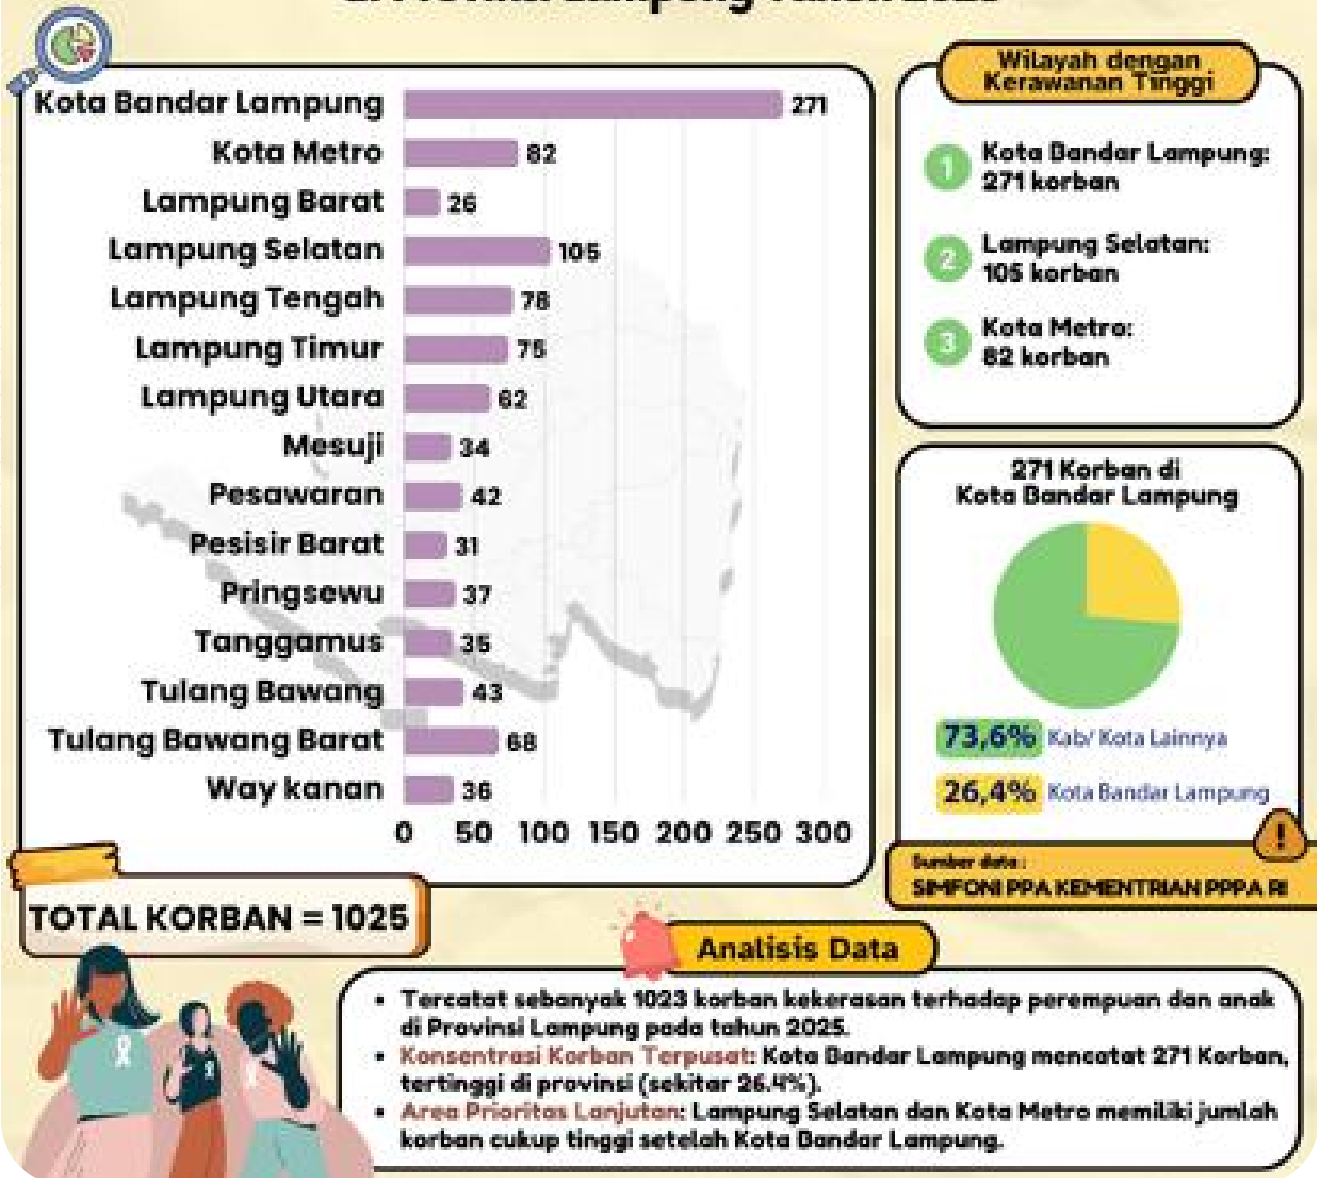 Kota Bandar Lampung 271
Kota Metro 82
Lampung Barat 26
Lampung Selatan 105
Lampung Tengah 78
Lampung Timur 75
Lampung Utara 62
Mesuji 34
Pesawaran 42
Pesisir Barat 31
Pringsewu 37
Tanggamus 35
Tulang Bawang 43
Tulang Bawang Barat 68
Way kanan 36
0 50 100 150 200 250 300
Wilayah dengan
Kerawanan Tinggi
1 Kota Bandar Lampung:
271 korban
2 Lampung Selatan:
105 korban
3 Kota Metro:
82 korban
271 Korban di
Kota Bandar Lampung
73,6% Kab/ Kota Lainnya
26,4% Kota Bandar Lampung
!
Sumber data :
SIMFONI PPA KEMENTRIAN PPPA RI
TOTAL KORBAN = 1025
Analisis Data
• Tercatat sebanyak 1023 korban kekerasan terhadap perempuan dan anak
di Provinsi Lampung pada tahun 2025.
• Konsentrasi Korban Terpusat: Kota Bandar Lampung mencatat 271 Korban,
tertinggi di provinsi (sekitar 26.4%).
• Area Prioritas Lanjutan: Lampung Selatan dan Kota Metro memiliki jumlah
korban cukup tinggi setelah Kota Bandar Lampung.